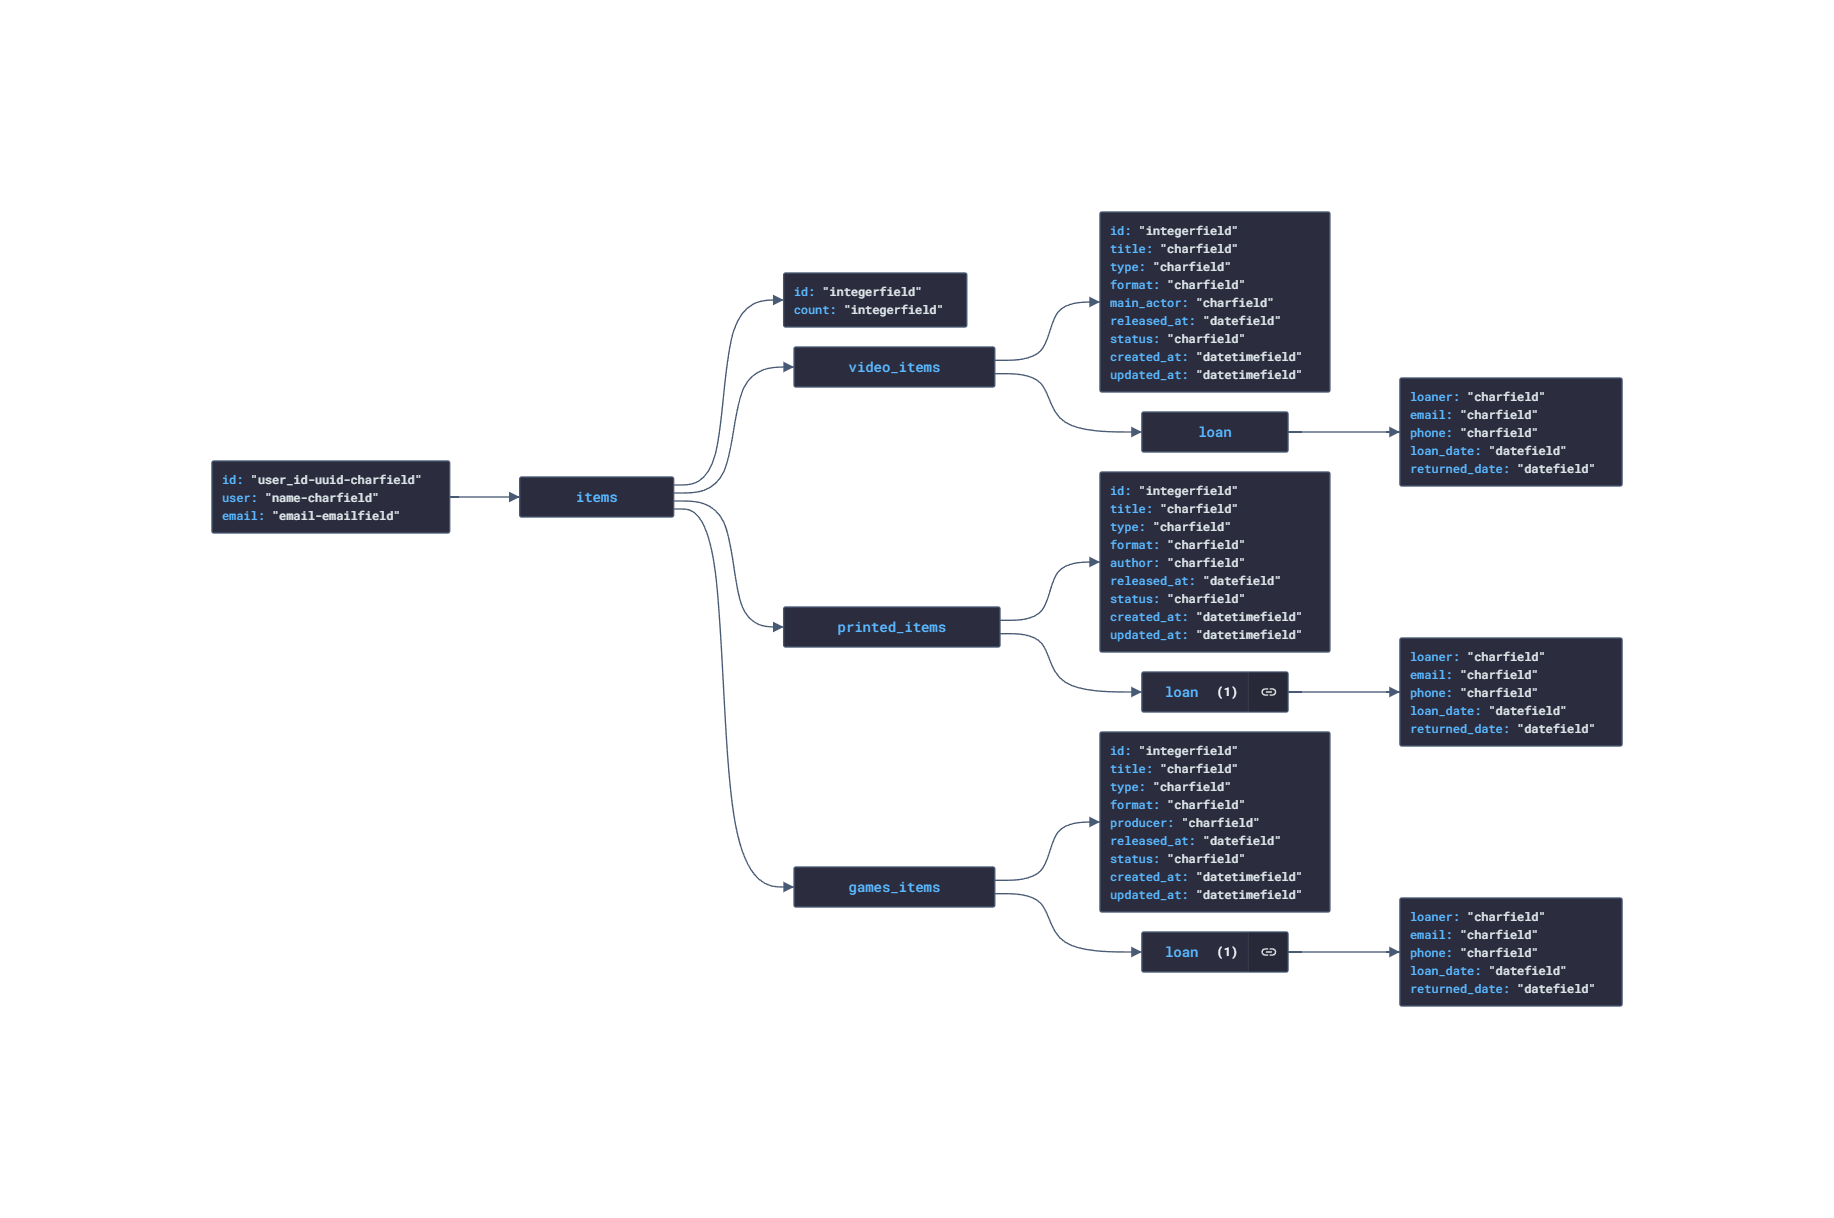 id: "user_id-uuid-charfield"
user: "name-charfield"
email: "email-emailfield"
items
id: "integerfield"
count: "integerfield"
video_items
id: "integerfield"
title: "charfield"
type: "charfield"
format: "charfield"
main_actor: "charfield"
released_at: "datefield"
status: "charfield"
created_at: "datetimefield"
updated_at: "datetimefield"
loan
loaner: "charfield"
email: "charfield"
phone: "charfield"
loan_date: "datefield"
returned_date: "datefield"
printed_items
id: "integerfield"
title: "charfield"
type: "charfield"
format: "charfield"
author: "charfield"
released_at: "datefield"
status: "charfield"
created_at: "datetimefield"
updated_at: "datetimefield"
loan (1)
loaner: "charfield"
email: "charfield"
phone: "charfield"
loan_date: "datefield"
returned_date: "datefield"
games_items
id: "integerfield"
title: "charfield"
type: "charfield"
format: "charfield"
producer: "charfield"
released_at: "datefield"
status: "charfield"
created_at: "datetimefield"
updated_at: "datetimefield"
loan (1)
loaner: "charfield"
email: "charfield"
phone: "charfield"
loan_date: "datefield"
returned_date: "datefield"